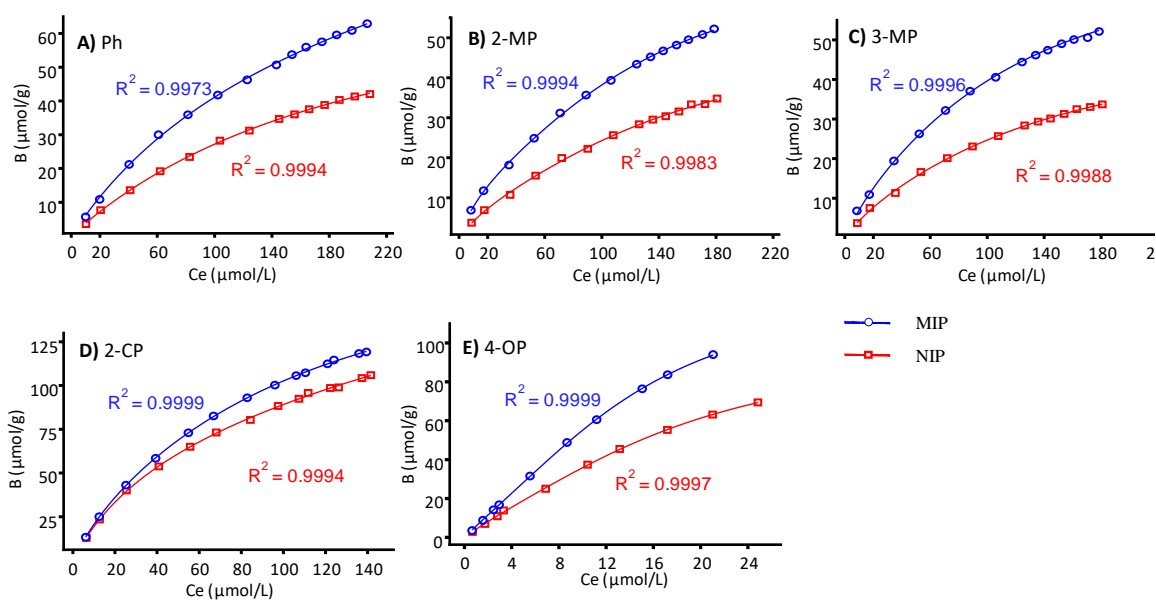 A) Ph
B (µmol/g)
60
50
40
30
20
10
R² = 0.9973
R² = 0.9994
0 20 60 100 140 180 220
Ce (µmol/L)
B) 2-MP
B (µmol/g)
50
40
30
20
10
R² = 0.9994
R² = 0.9983
0 20 60 100 140 180 220
Ce (µmol/L)
C) 3-MP
B (µmol/g)
50
40
30
20
10
R² = 0.9996
R² = 0.9988
0 20 60 100 140 180
Ce (µmol/L)
D) 2-CP
B (µmol/g)
125
100
75
50
25
R² = 0.9999
R² = 0.9994
0 20 40 60 80 100 120 140
Ce (µmol/L)
E) 4-OP
B (µmol/g)
100
80
60
40
20
0
R² = 0.9999
R² = 0.9997
0 4 8 12 16 20 24
Ce (µmol/L)
MIP
NIP